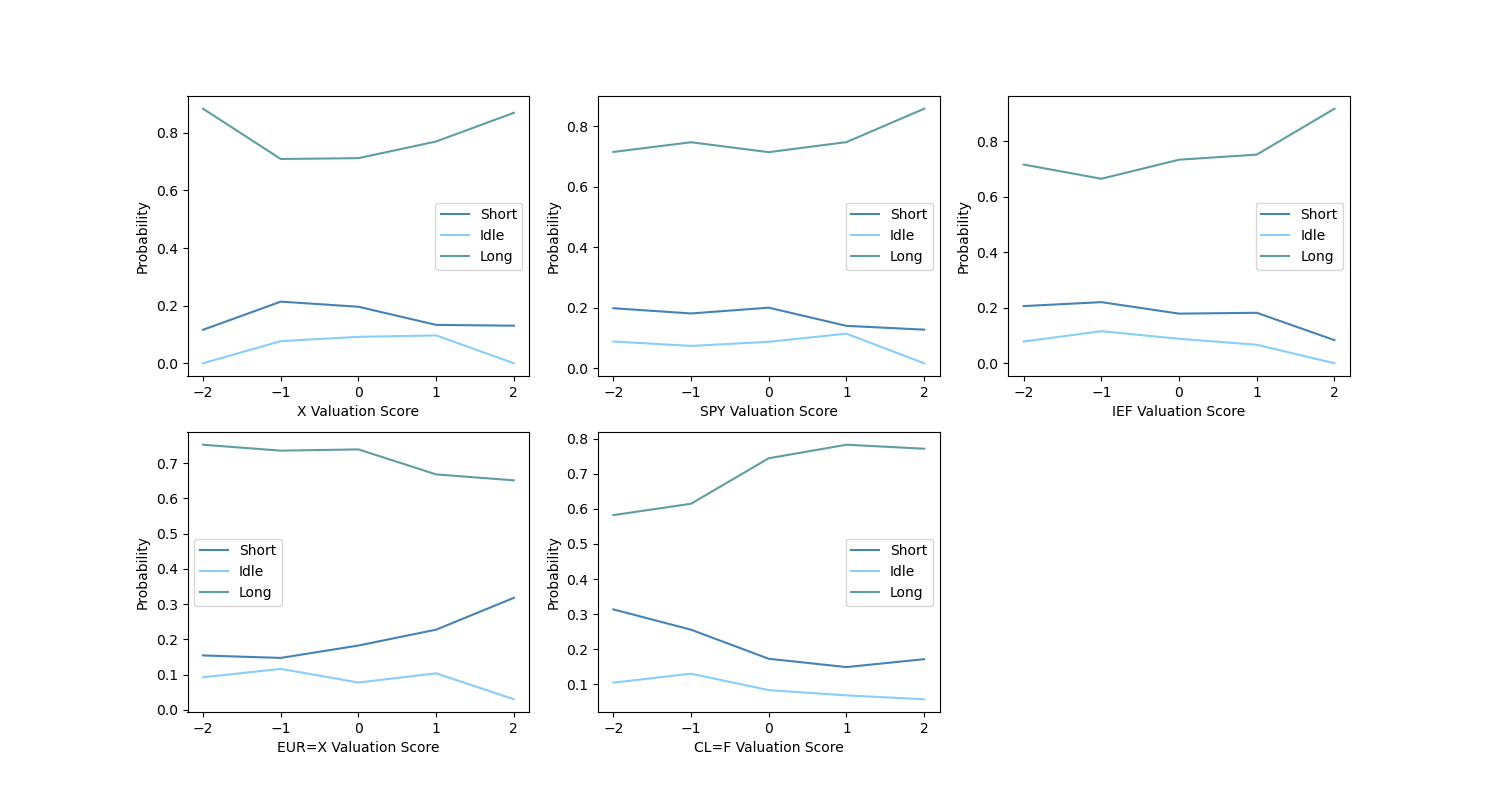 Probability
0.8
0.6
0.4
0.2
0.0
Short
Idle
Long
−2 −1 0 1 2
X Valuation Score
Probability
0.8
0.6
0.4
0.2
0.0
Short
Idle
Long
−2 −1 0 1 2
SPY Valuation Score
Probability
0.8
0.6
0.4
0.2
0.0
Short
Idle
Long
−2 −1 0 1 2
IEF Valuation Score
Probability
0.7
0.6
0.5
0.4
0.3
0.2
0.1
0.0
Short
Idle
Long
−2 −1 0 1 2
EUR=X Valuation Score
Probability
0.8
0.7
0.6
0.5
0.4
0.3
0.2
0.1
Short
Idle
Long
−2 −1 0 1 2
CL=F Valuation Score